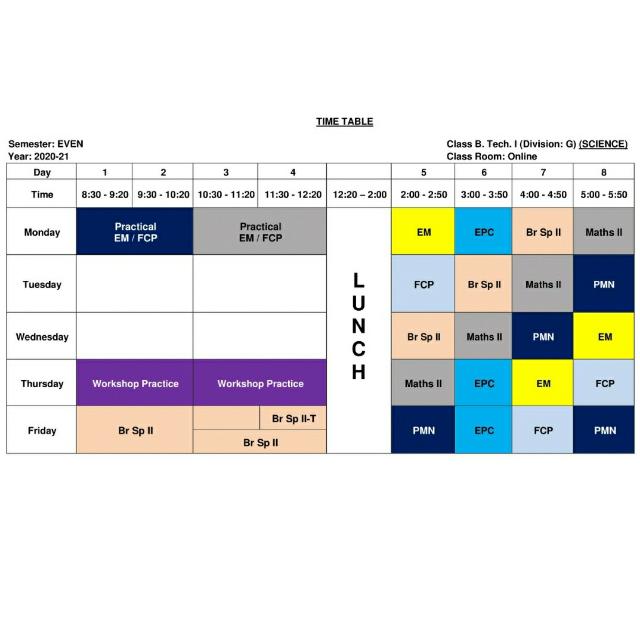 TIME TABLE
Semester: EVEN
Class B. Tech. I (Division: G) (SCIENCE)
Year: 2020-21
Class Room: Online
Day 1 2 3 4 5 6 7 8
Time 8:30 - 9:20 9:30 - 10:20 10:30 - 11:20 11:30 - 12:20 12:20 – 2:00 2:00 - 2:50 3:00 - 3:50 4:00 - 4:50 5:00 - 5:50
Monday Practical EM / FCP Practical EM / FCP EM EPC Br Sp II Maths II
Tuesday FCP Br Sp II Maths II PMN
LUNCH
Wednesday Br Sp II Maths II PMN EM
Thursday Workshop Practice Workshop Practice Maths II EPC EM FCP
Friday Br Sp II Br Sp II-T Br Sp II PMN EPC FCP PMN